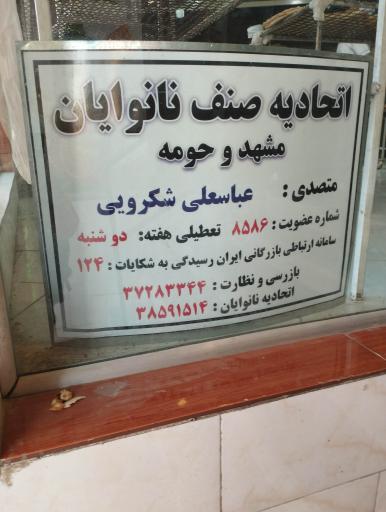 اتحادیه صنف نانوایان
مشهد و حومه
متصدی : عباسعلی شکرویی
شماره عضویت : ۸۵۸۶ تعطیلی هفته : دو شنبه
سامانه ارتباطی بازرگانی ایران رسیدگی به شکایات : ۱۲۴
بازرسی و نظارت : ۳۷۲۸۳۳۴۴
اتحادیه نانوایان : ۳۸۵۹۱۵۱۴